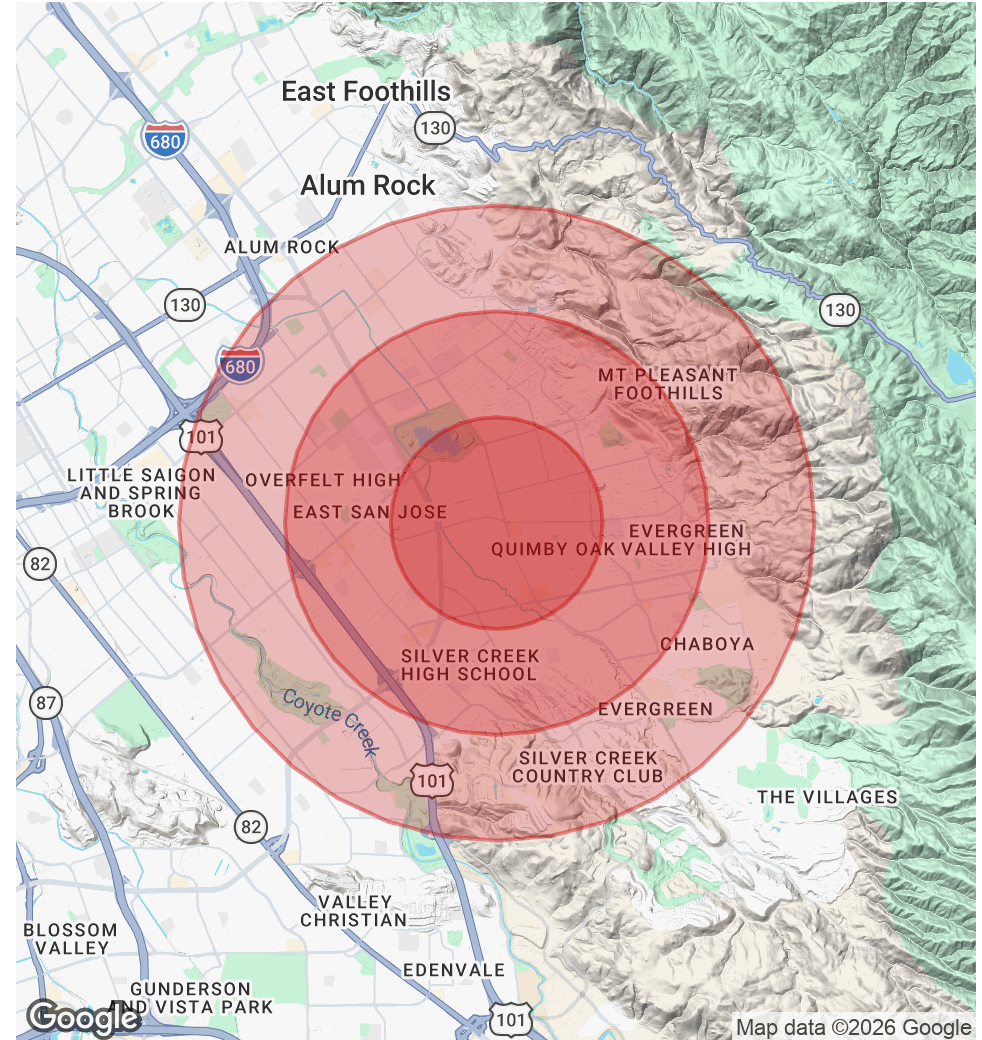 East Foothills
130
680
Alum Rock
ALUM ROCK
130
130
680
MT PLEASANT
FOOTHILLS
101
LITTLE SAIGON
AND SPRING
BROOK
OVERFELT HIGH
EAST SAN JOSE
EVERGREEN
VALLEY HIGH
QUIMBY OAK
82
CHABOYA
SILVER CREEK
HIGH SCHOOL
87
EVERGREEN
Coyote Creek
SILVER CREEK
COUNTRY CLUB
101
THE VILLAGES
82
VALLEY
CHRISTIAN
BLOSSOM
VALLEY
EDENVALE
GUNDERSON
AND VISTA PARK
101
Google
Map data ©2026 Google